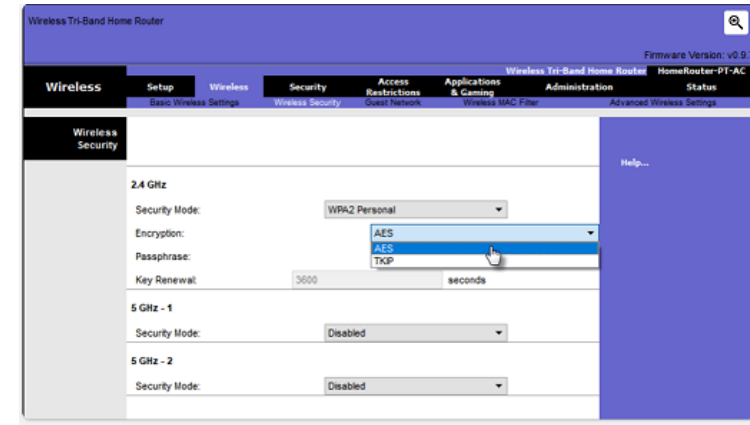 Wireless Tri-Band Home Router
Firmware Version: v0.9.
Wireless Tri-Band Home Router HomeRouter-PT-AC
Wireless Setup Wireless Security Access Restrictions Applications & Gaming Administration Status
Basic Wireless Settings Wireless Security Guest Network Wireless MAC Filter Advanced Wireless Settings
Wireless Security
Help...
2.4 GHz
Security Mode: WPA2 Personal
Encryption: AES
AES
TKIP
Passphrase:
Key Renewal: 3600 seconds
5 GHz - 1
Security Mode: Disabled
5 GHz - 2
Security Mode: Disabled